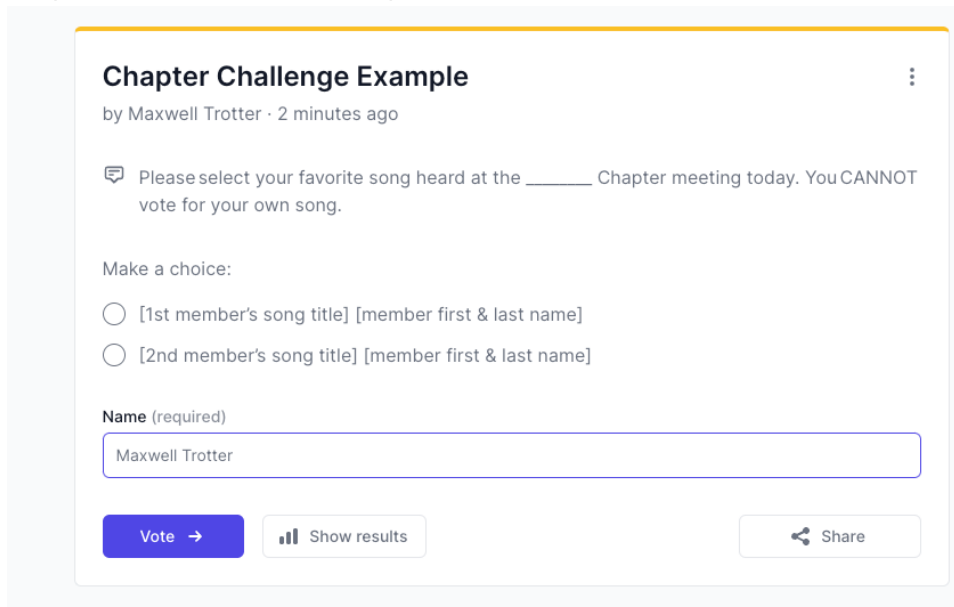 Chapter Challenge Example
by Maxwell Trotter · 2 minutes ago
Please select your favorite song heard at the ________ Chapter meeting today. You CANNOT
vote for your own song.
Make a choice:
[1st member’s song title] [member first & last name]
[2nd member’s song title] [member first & last name]
Name (required)
Maxwell Trotter
Vote → Show results Share